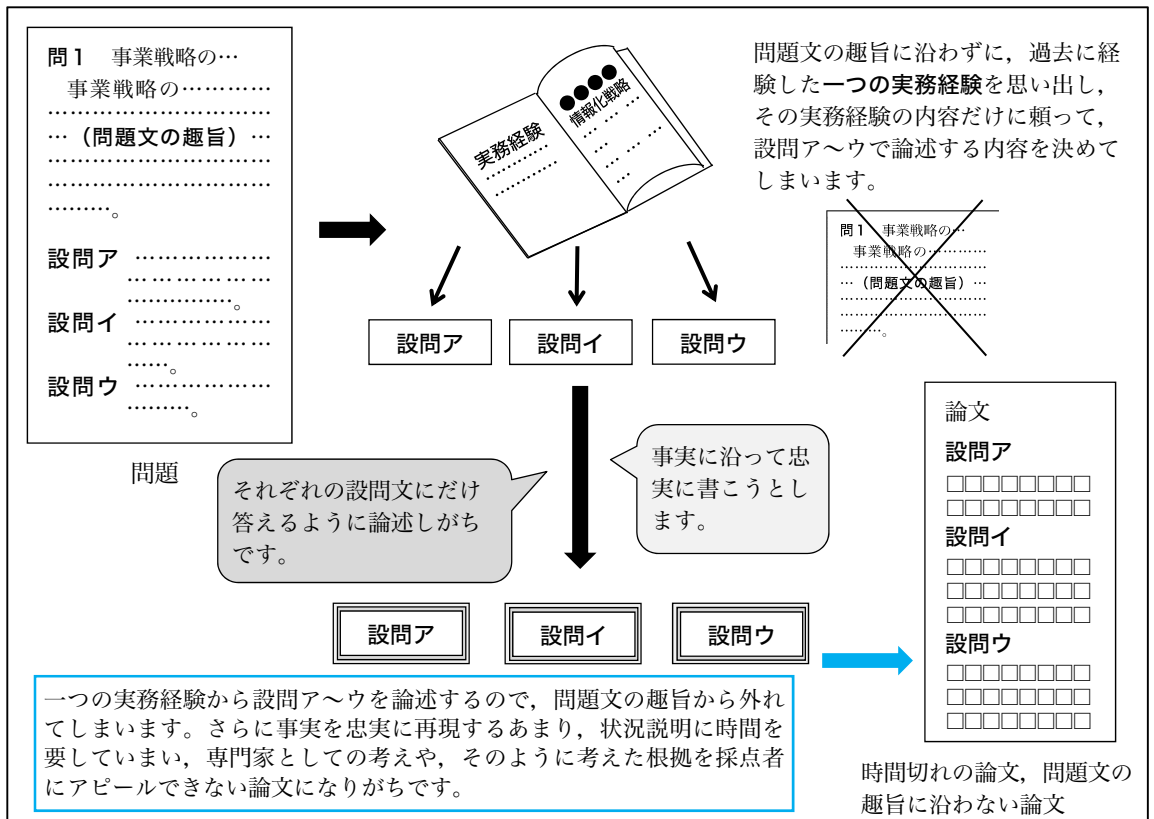 問1 事業戦略の…
事業戦略の…………
……………………………
…（問題文の趣旨）…
……………………………
……………………………
………。
設問ア ………………
………………
……………。
設問イ ………………
………………
……。
設問ウ ………………
………。
問題
実務経験
●●●●
情報化戦略
問題文の趣旨に沿わずに，過去に経
験した一つの実務経験を思い出し，
その実務経験の内容だけに頼って，
設問ア～ウで論述する内容を決めて
しまいます。
問1 事業戦略の…
事業戦略の…………
……………………………
…（問題文の趣旨）…
……………………………
……………………………
………。
設問ア
設問イ
設問ウ
それぞれの設問文にだけ
答えるように論述しがち
です。
事実に沿って忠
実に書こうとし
ます。
設問ア
設問イ
設問ウ
一つの実務経験から設問ア～ウを論述するので，問題文の趣旨から外れ
てしまいます。さらに事実を忠実に再現するあまり，状況説明に時間を
要していまい，専門家としての考えや，そのように考えた根拠を採点者
にアピールできない論文になりがちです。
論文
設問ア
□□□□□□□□
□□□□□□□□
設問イ
□□□□□□□□
□□□□□□□□
□□□□□□□□
設問ウ
□□□□□□□□
□□□□□□□□
□□□□□□□□
時間切れの論文，問題文の
趣旨に沿わない論文